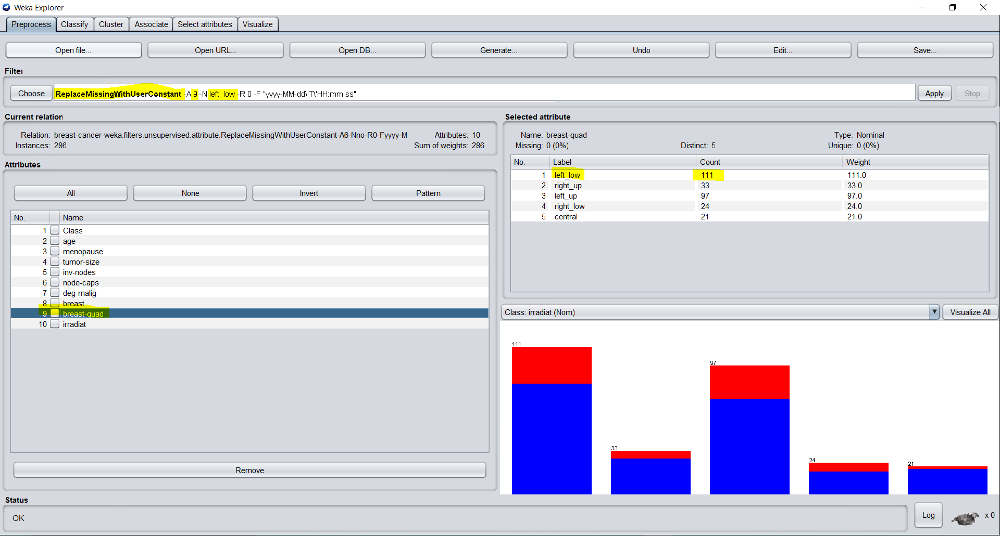 Weka Explorer
Preprocess Classify Cluster Associate Select attributes Visualize
Open file... Open URL... Open DB... Generate... Undo Edit... Save...
Filter
Choose ReplaceMissingWithUserConstant -A 9 -N left_low -R 0 -F "yyyy-MM-dd\'T\'HH:mm:ss" Apply Stop
Current relation
Relation: breast-cancer-weka.filters.unsupervised.attribute.ReplaceMissingWithUserConstant-A6-Nno-R0-Fyyyy-M Attributes: 10
Instances: 286 Sum of weights: 286
Attributes
All None Invert Pattern
No. Name
1 Class
2 age
3 menopause
4 tumor-size
5 inv-nodes
6 node-caps
7 deg-malig
8 breast
9 breast-quad
10 irradiat
Remove
Selected attribute
Name: breast-quad Type: Nominal
Missing: 0 (0%) Distinct: 5 Unique: 0 (0%)
No. Label Count Weight
1 left_low 111 111.0
2 right_up 33 33.0
3 left_up 97 97.0
4 right_low 24 24.0
5 central 21 21.0
Class: irradiat (Nom) Visualize All
111
33
97
24
21
Status
OK
Log x 0